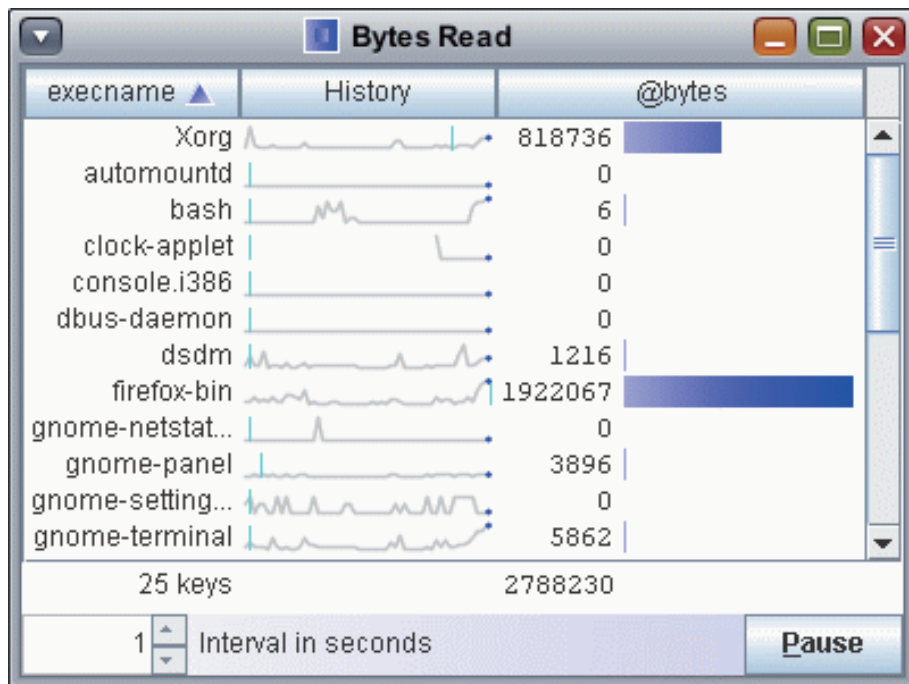 Bytes Read
execname History @bytes
Xorg 818736
automountd 0
bash 6
clock-applet 0
console.i386 0
dbus-daemon 0
dsdm 1216
firefox-bin 1922067
gnome-netstat... 0
gnome-panel 3896
gnome-setting... 0
gnome-terminal 5862
25 keys 2788230
1 Interval in seconds Pause